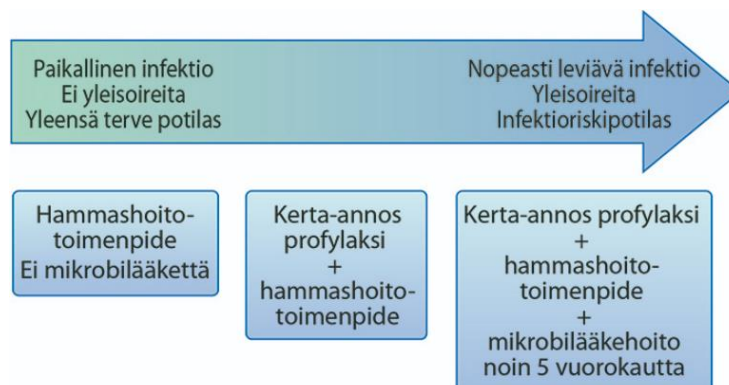 Paikallinen infektio
Ei yleisoireita
Yleensä terve potilas
Nopeasti leviävä infektio
Yleisoireita
Infektioriskipotilas
Hammashoito-
toimenpide
Ei mikrobilääkettä
Kerta-annos
profylaksi
+
hammashoito-
toimenpide
Kerta-annos profylaksi
+
hammashoito-
toimenpide
+
mikrobilääkehoito
noin 5 vuorokautta